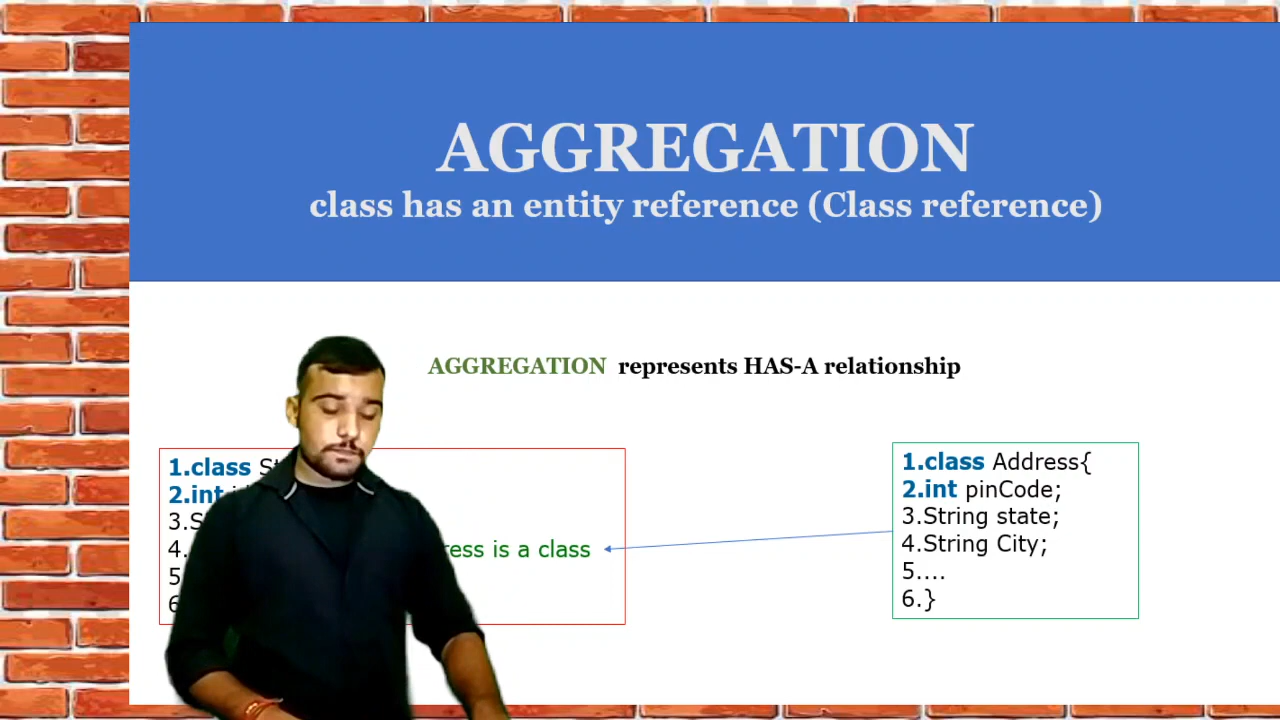 AGGREGATION
class has an entity reference (Class reference)
AGGREGATION represents HAS-A relationship
1.class
2.int
3.
4. is a class
5
6
1.class Address{
2.int pinCode;
3.String state;
4.String City;
5....
6.}